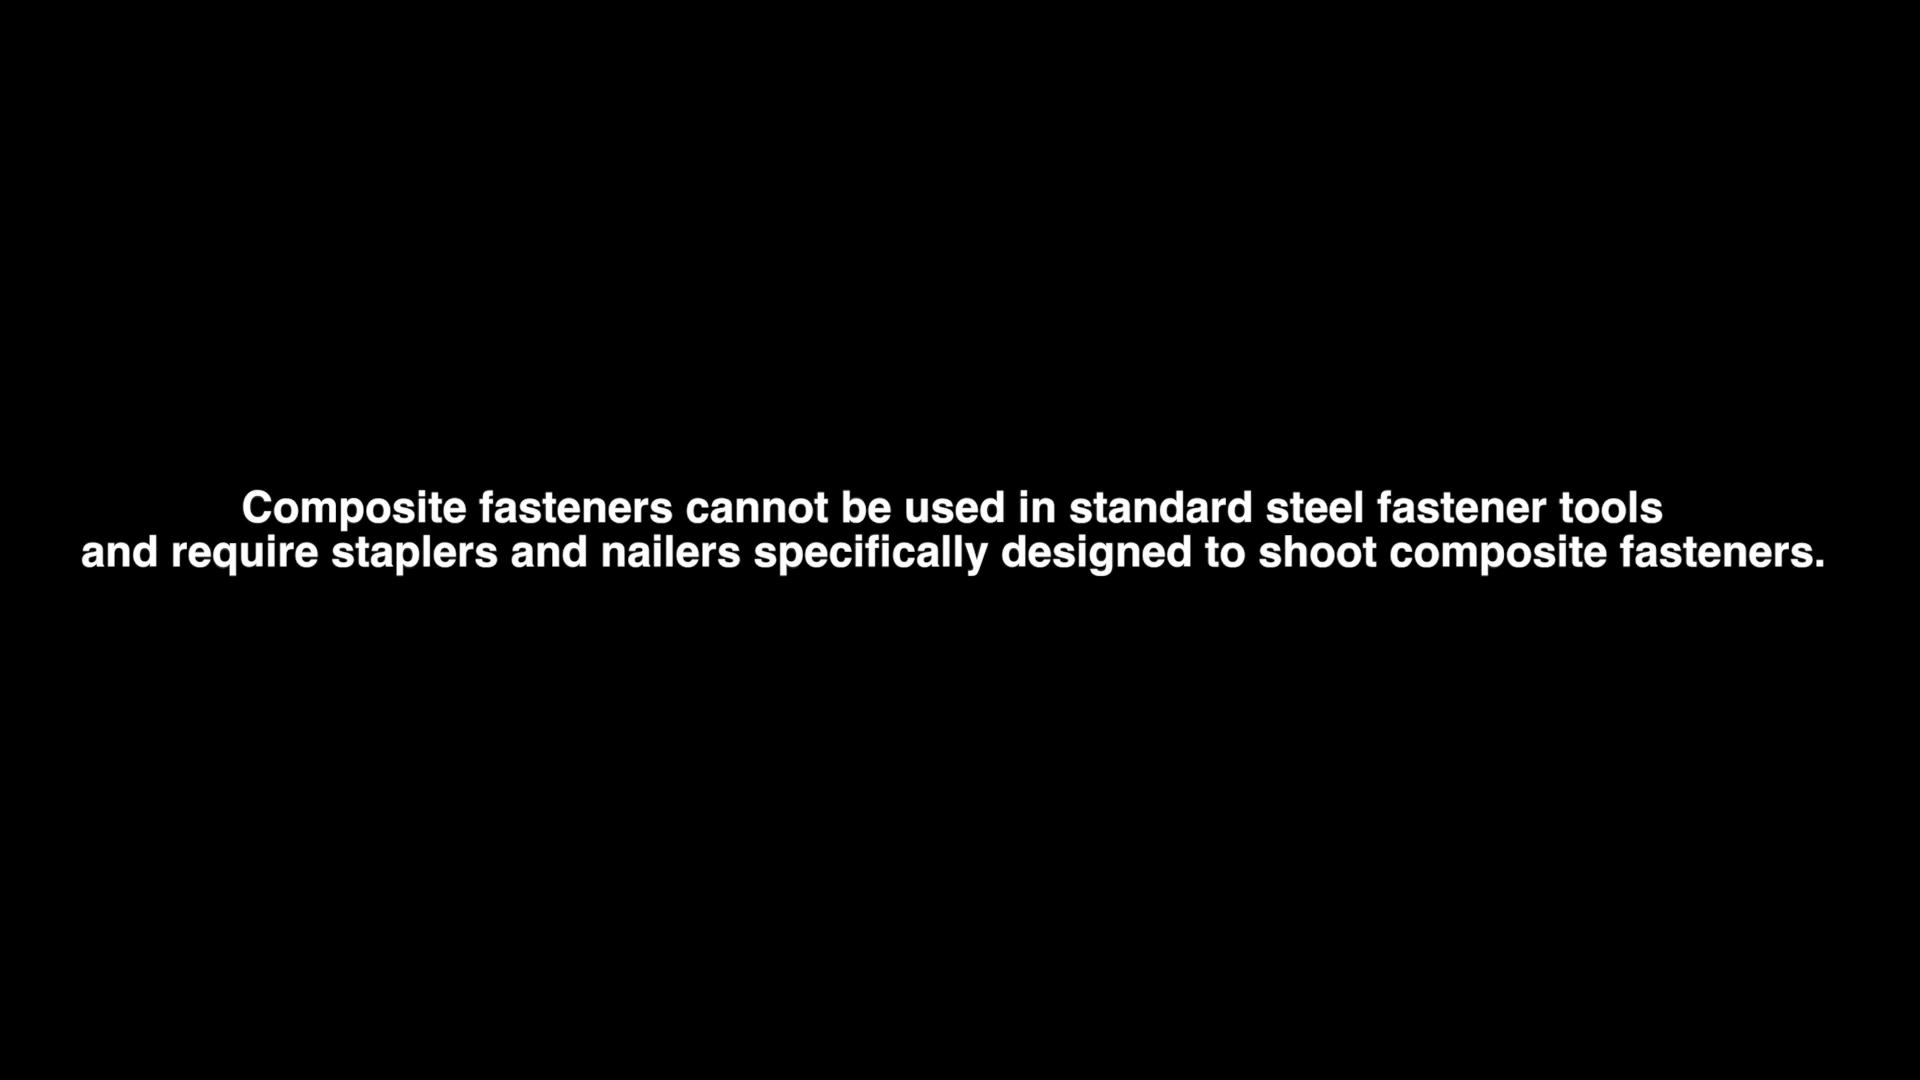 Composite fasteners cannot be used in standard steel fastener tools
and require staplers and nailers specifically designed to shoot composite fasteners.